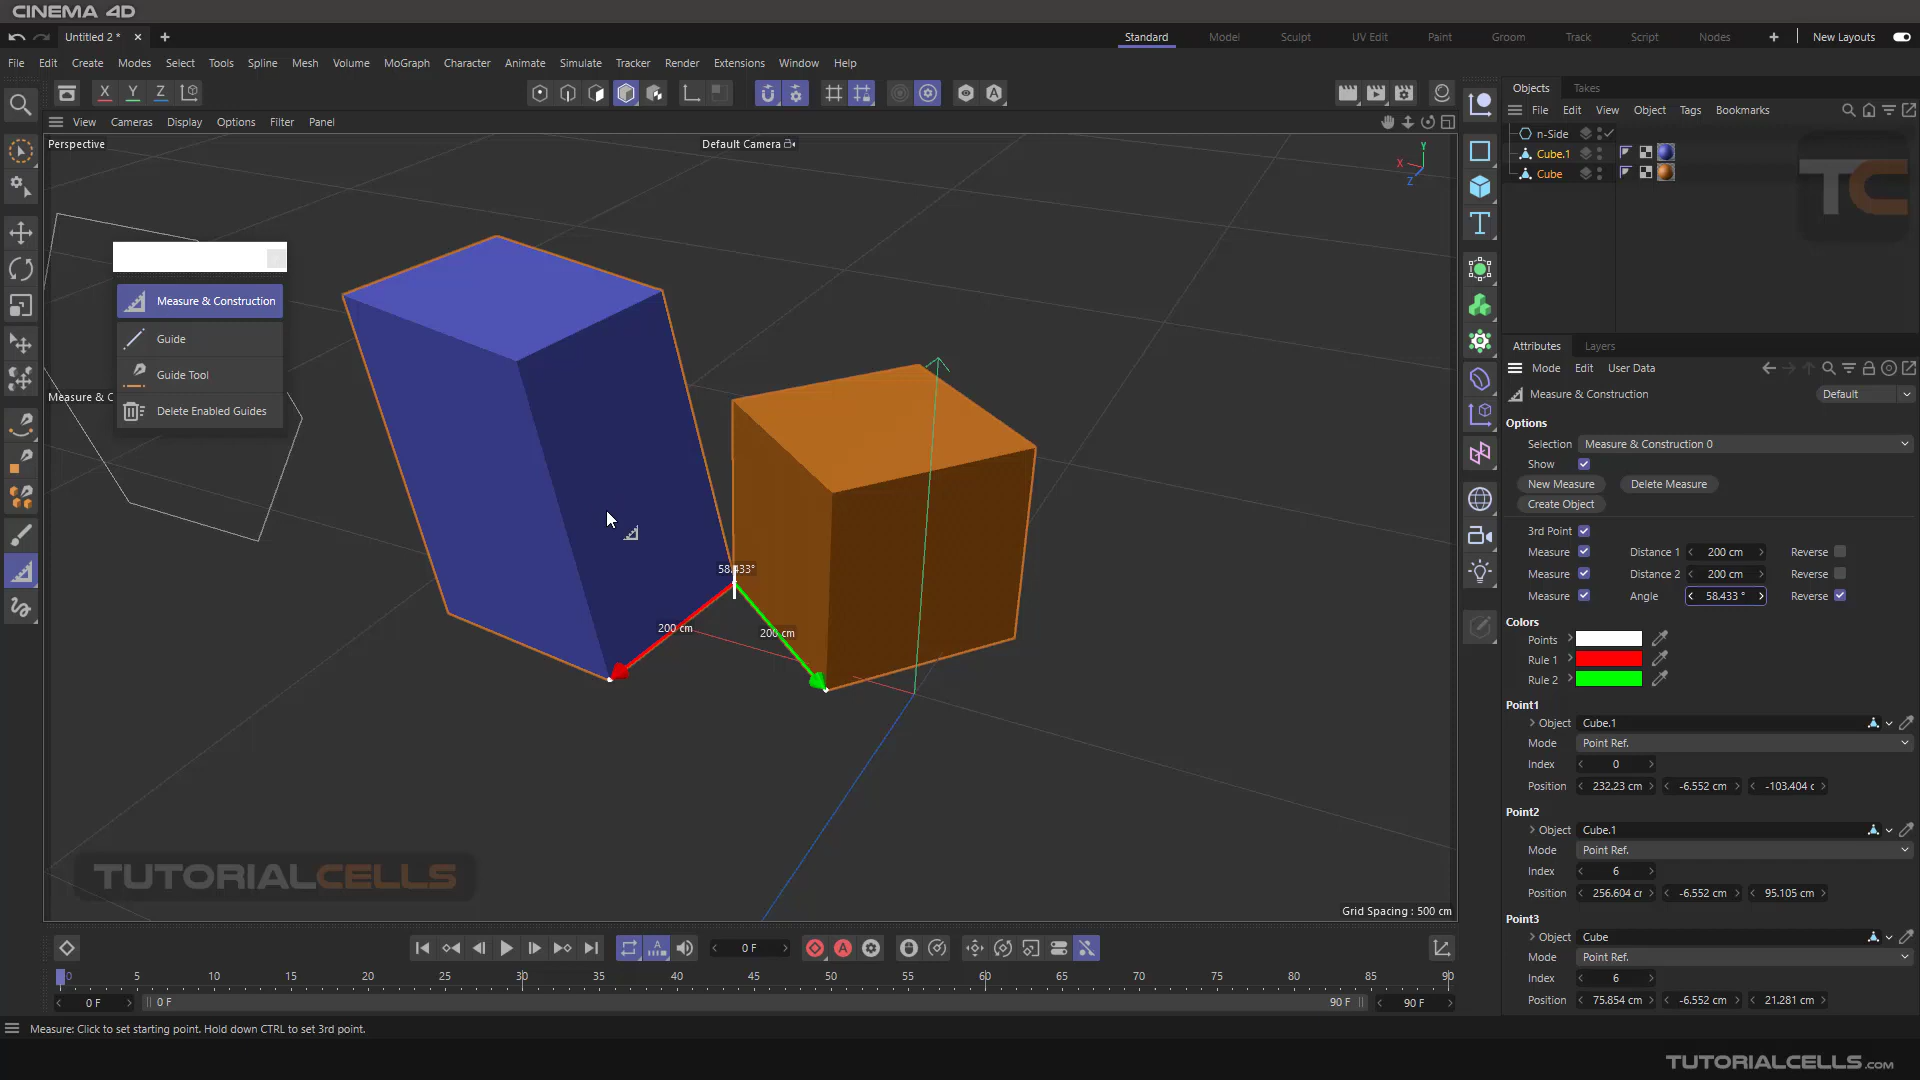 CINEMA 4D
Untitled 2 *
Standard Model Sculpt UV Edit Paint Groom Track Script Nodes New Layouts
File Edit Create Modes Select Tools Spline Mesh Volume MoGraph Character Animate Simulate Tracker Render Extensions Window Help
X Y Z
View Cameras Display Options Filter Panel
Perspective
Default Camera
Y
X
Z
Measure & C
Measure & Construction
Guide
Guide Tool
Delete Enabled Guides
58.433°
200 cm
200 cm
TUTORIALCELLS
Grid Spacing : 500 cm
Objects Takes
File Edit View Object Tags Bookmarks
n-Side
Cube.1
Cube
TC
Attributes Layers
Mode Edit User Data
Measure & Construction Default
Options
Selection Measure & Construction 0
Show
New Measure Delete Measure
Create Object
3rd Point
Measure Distance 1 200 cm Reverse
Measure Distance 2 200 cm Reverse
Measure Angle 58.433 ° Reverse
Colors
Points
Rule 1
Rule 2
Point1
Object Cube.1
Mode Point Ref.
Index 0
Position 232.23 cm -6.552 cm -103.404 c
Point2
Object Cube.1
Mode Point Ref.
Index 6
Position 256.604 cr -6.552 cm 95.105 cm
Point3
Object Cube
Mode Point Ref.
Index 6
Position 75.854 cm -6.552 cm 21.281 cm
0 F
0 5 10 15 20 25 30 35 40 45 50 55 60 65 70 75 80 85 90
0 F 0 F 90 F 90 F
Measure: Click to set starting point. Hold down CTRL to set 3rd point.
TUTORIALCELLS.COM